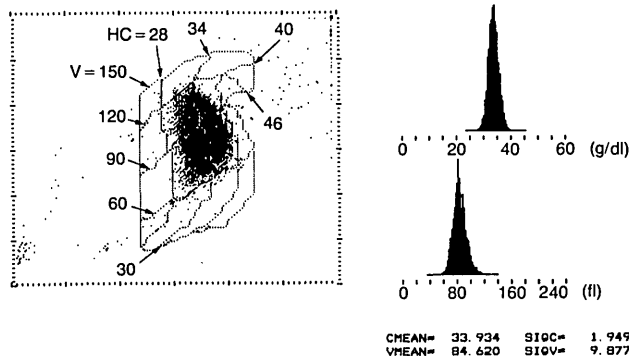 HC = 28
34
40
V = 150
120
90
60
30
46
0 20 40 60 (g/dl)
0 80 160 240 (fl)
CMEAN= 33.934 SIGC= 1.949
VMEAN= 84.620 SIGV= 9.877